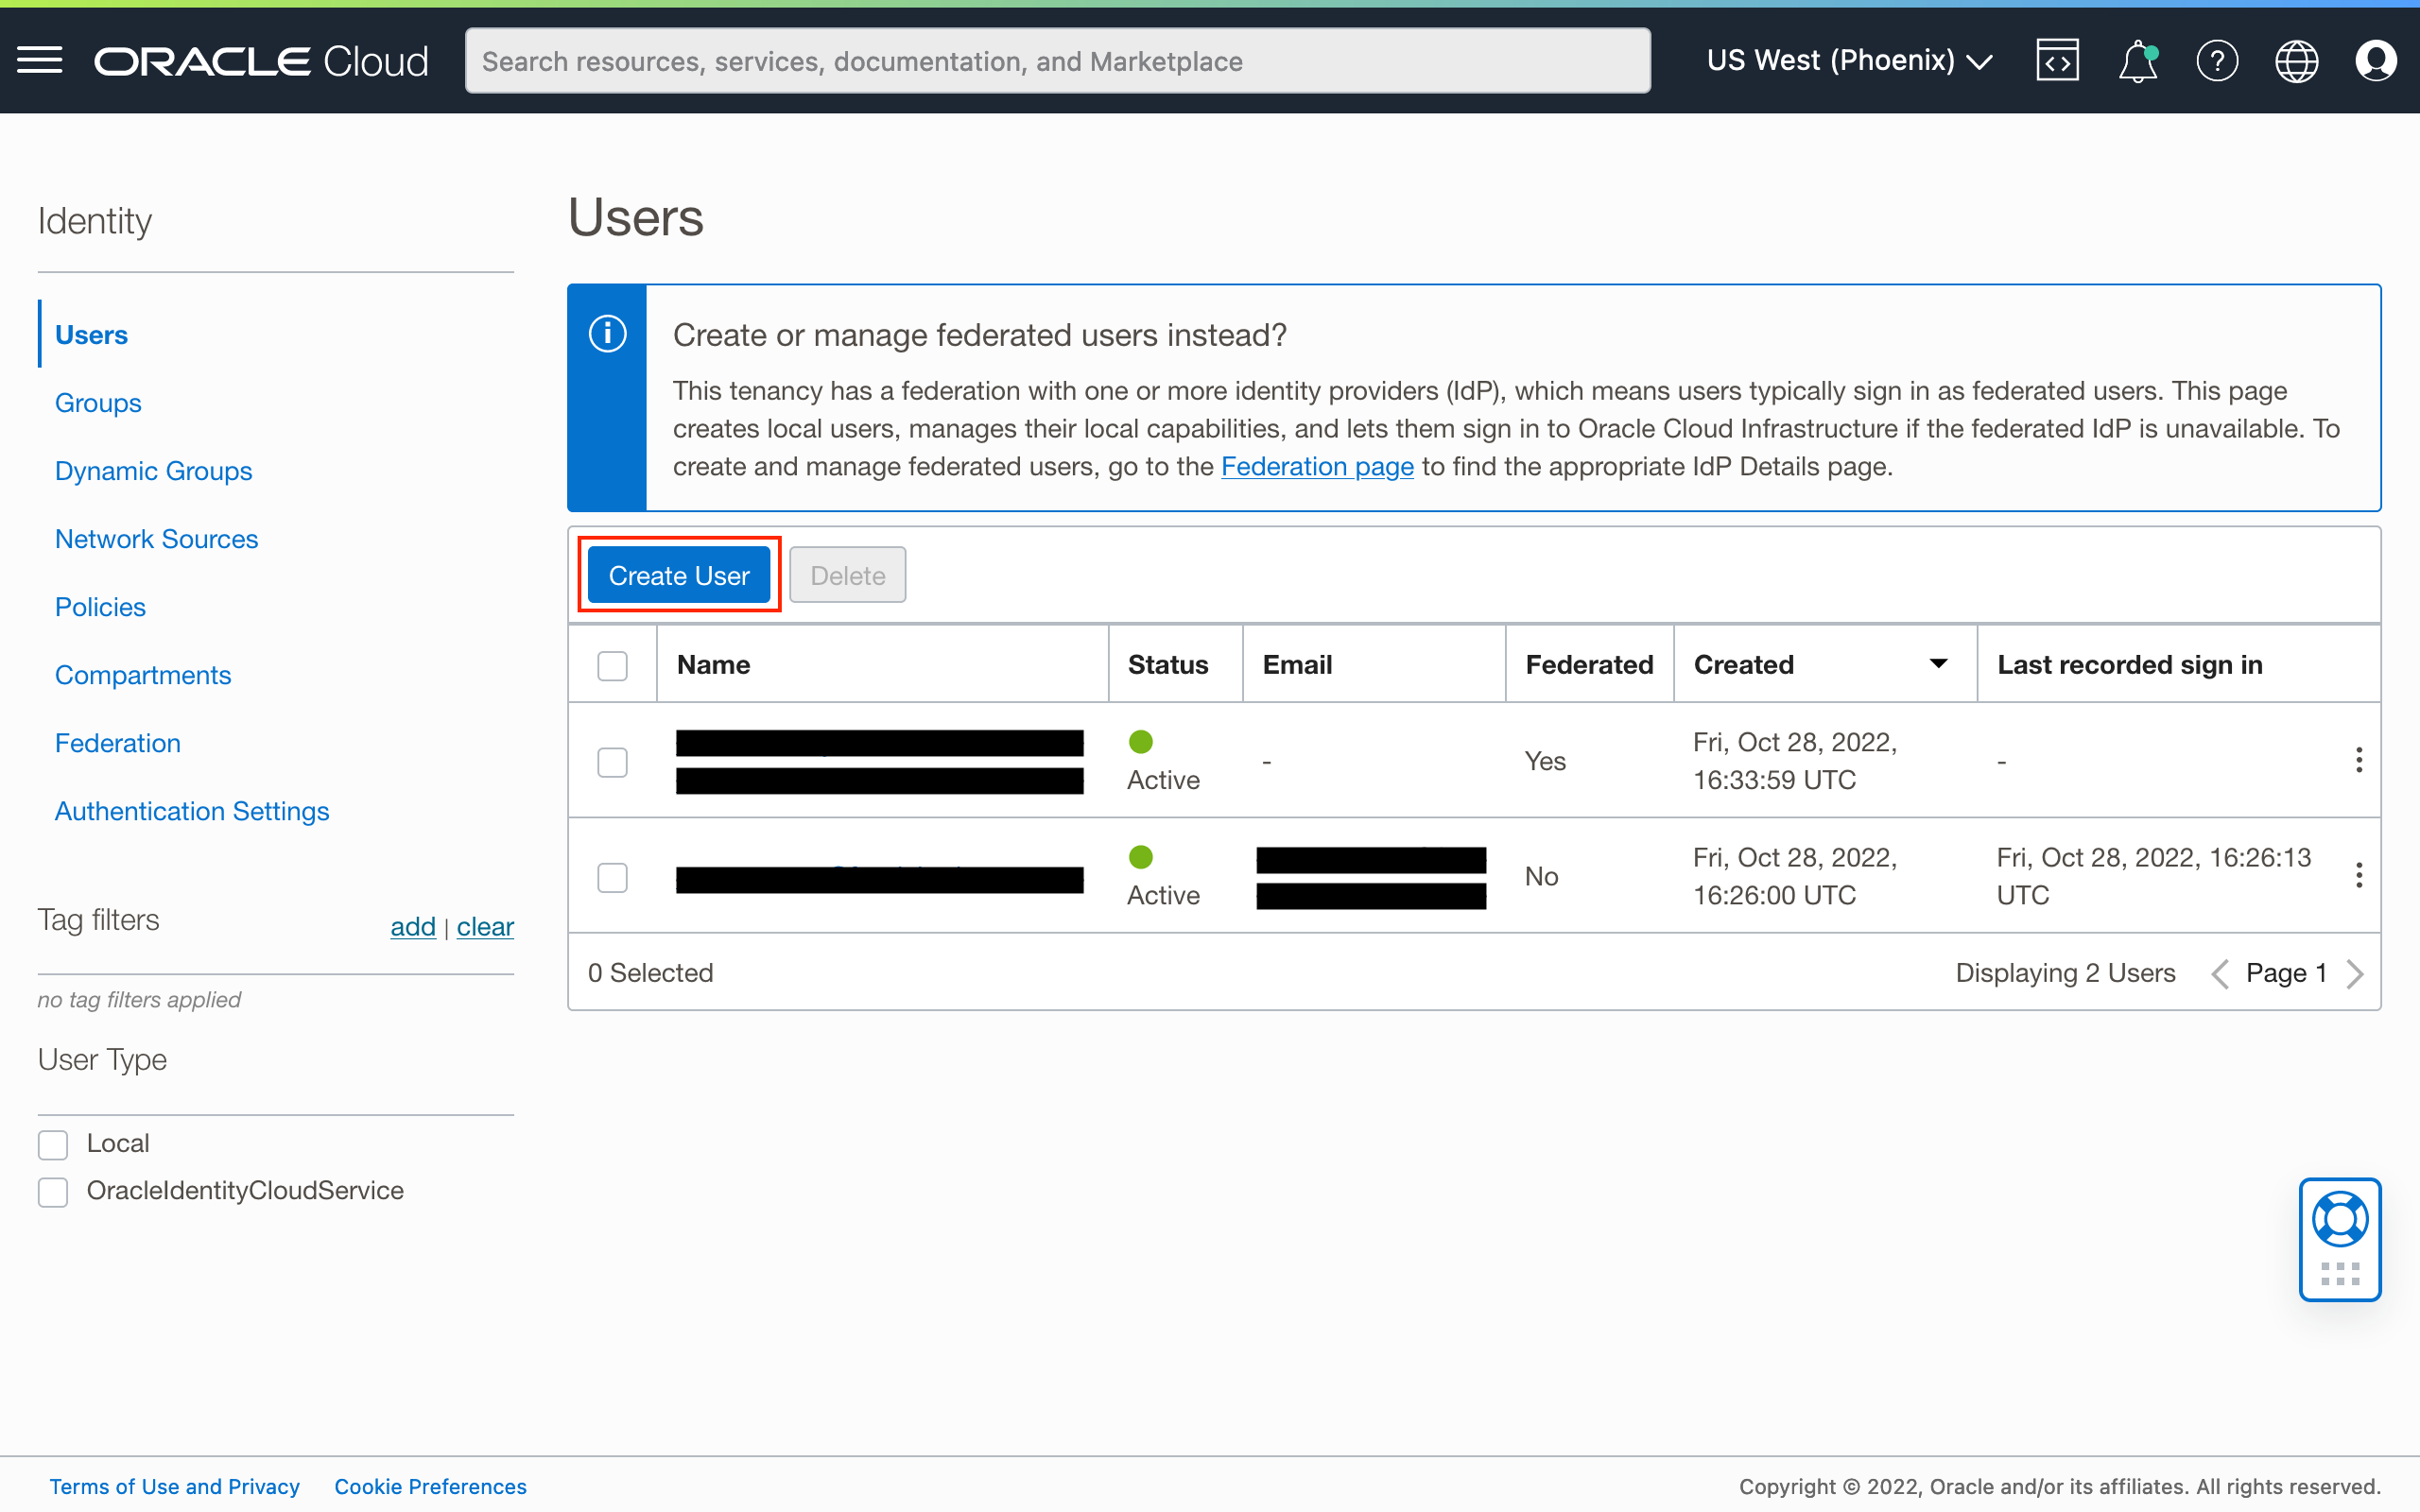 ORACLE Cloud
Search resources, services, documentation, and Marketplace
US West (Phoenix)
Identity
Users
Groups
Dynamic Groups
Network Sources
Policies
Compartments
Federation
Authentication Settings
Tag filters
add | clear
no tag filters applied
User Type
Local
OracleIdentityCloudService
Users
Create or manage federated users instead?
This tenancy has a federation with one or more identity providers (IdP), which means users typically sign in as federated users. This page
creates local users, manages their local capabilities, and lets them sign in to Oracle Cloud Infrastructure if the federated IdP is unavailable. To
create and manage federated users, go to the Federation page to find the appropriate IdP Details page.
Create User Delete
Name Status Email Federated Created Last recorded sign in
Active - Yes Fri, Oct 28, 2022, -
16:33:59 UTC
Active No Fri, Oct 28, 2022, Fri, Oct 28, 2022, 16:26:13
16:26:00 UTC UTC
0 Selected Displaying 2 Users Page 1
Terms of Use and Privacy Cookie Preferences Copyright © 2022, Oracle and/or its affiliates. All rights reserved.